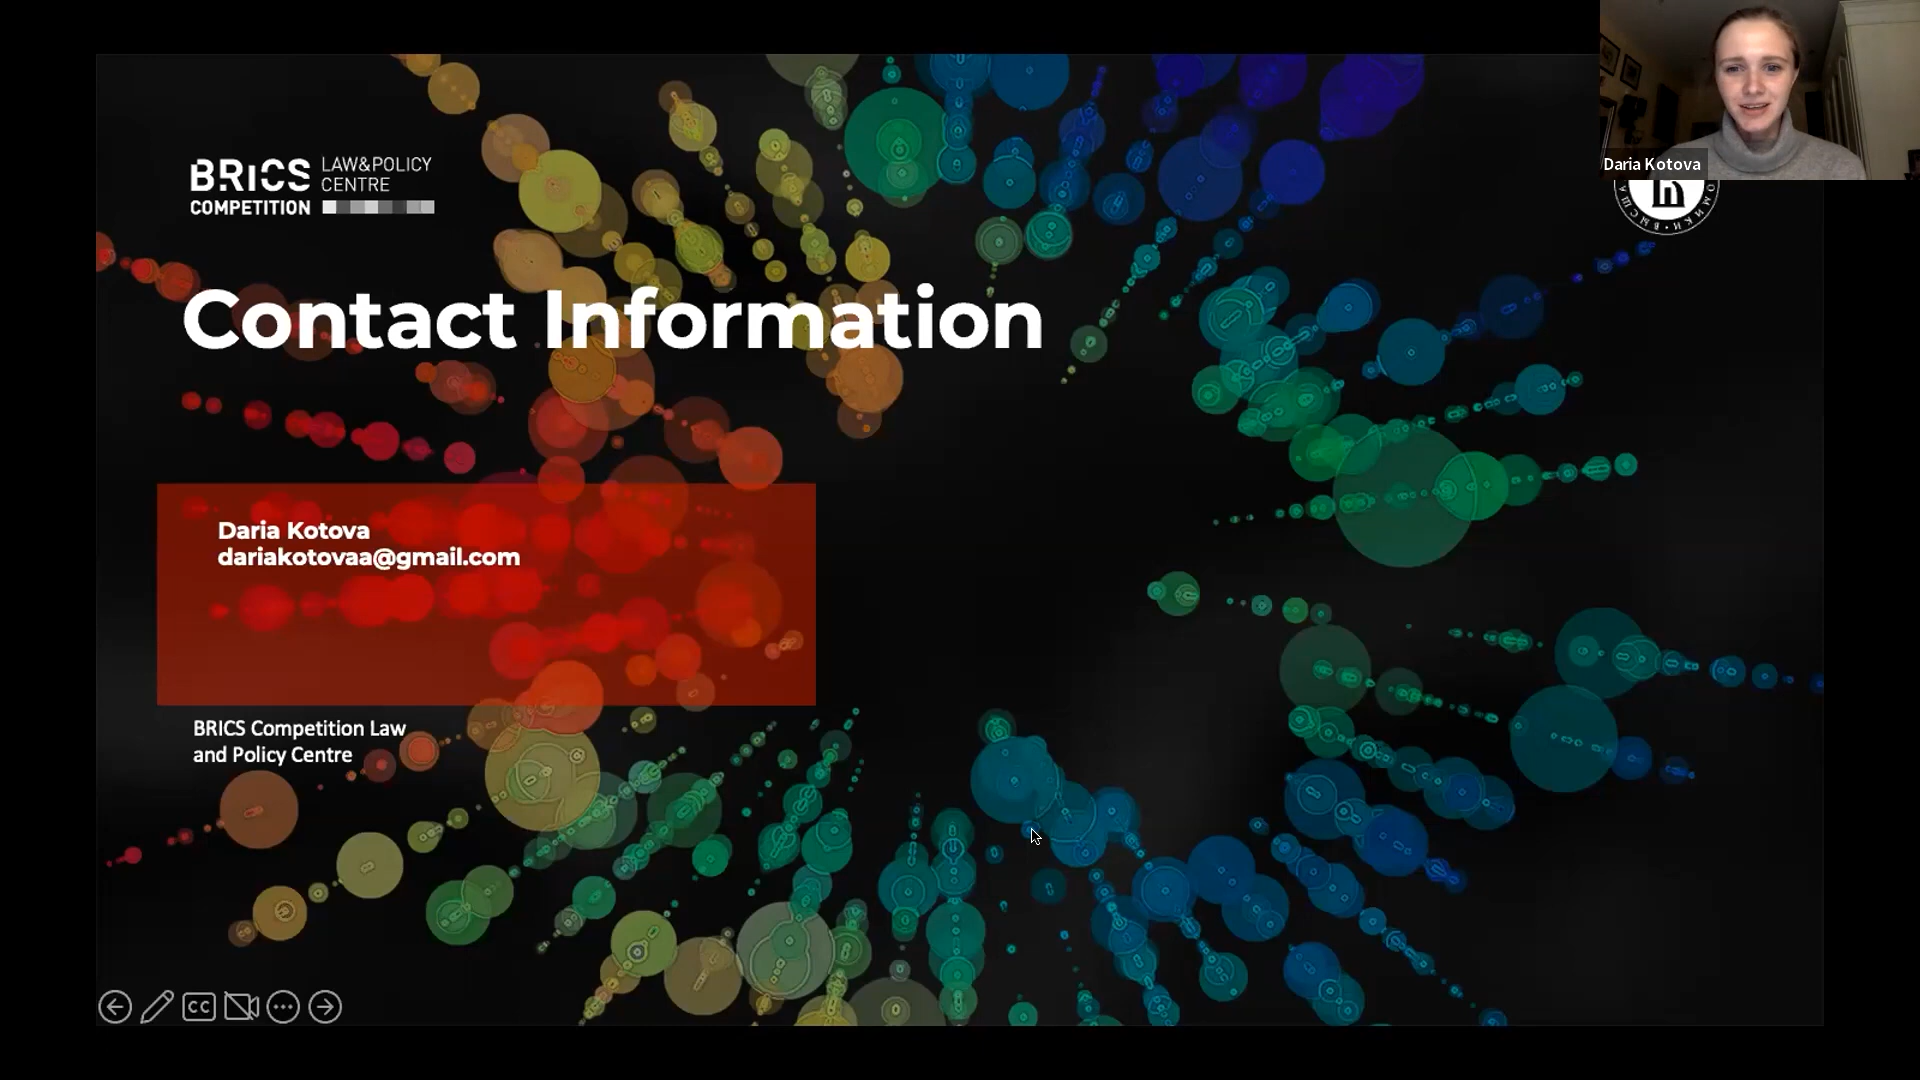 BRICS LAW&POLICY
COMPETITION CENTRE
Daria Kotova
Contact Information
Daria Kotova
dariakotovaa@gmail.com
BRICS Competition Law
and Policy Centre
CC